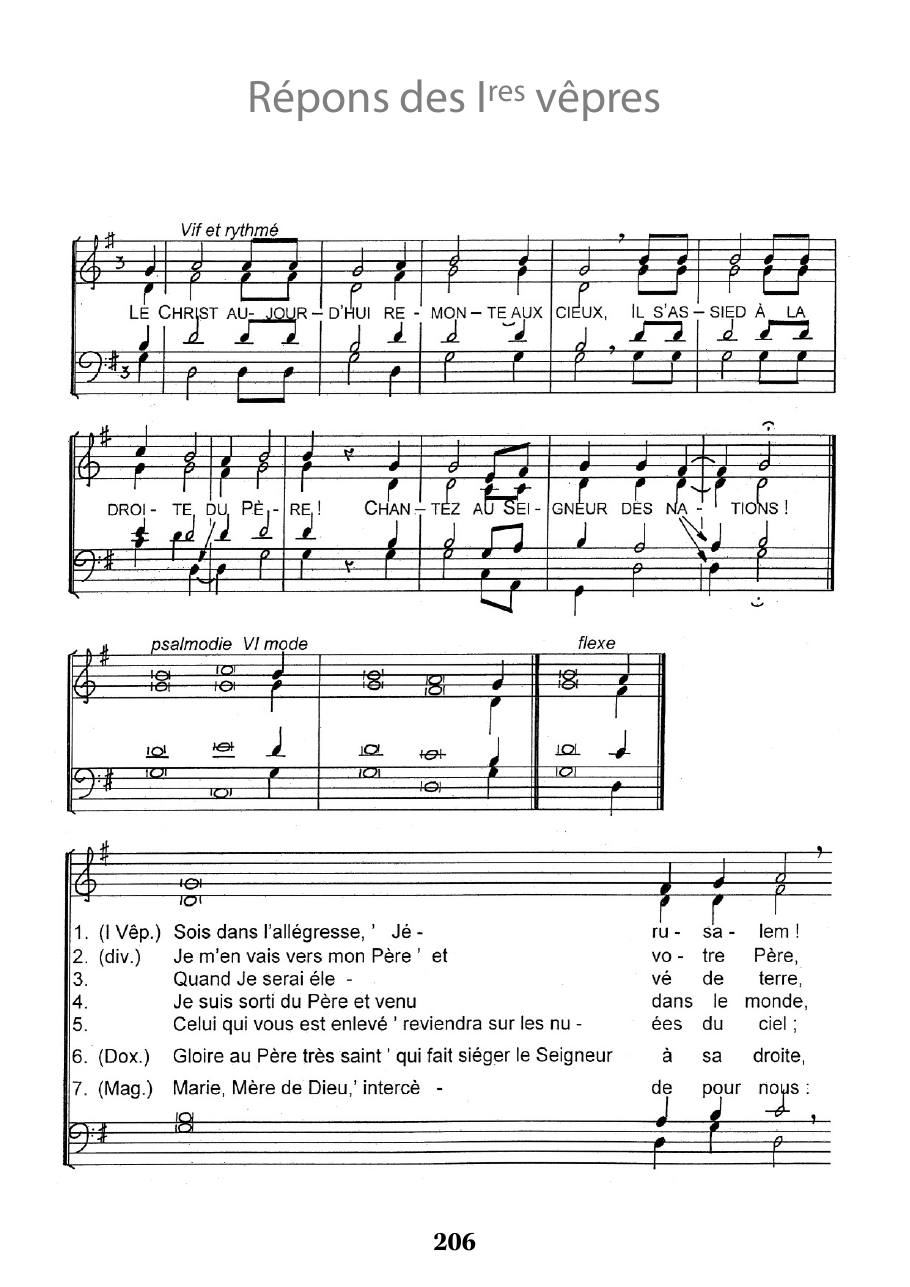 Répons des Ires vêpres
Vif et rythmé
3
LE CHRIST AU- JOUR – D'HUI RE- MON – TE AUX CIEUX, IL S'AS – SIED À LA
3
DROI - TE DU PÈ - RE ! CHAN – TEZ AU SEI - GNEUR DES NA - TIONS !
psalmodie VI mode flexe
1. (I Vêp.) Sois dans l'allégresse, ' Jé - ru - sa - lem !
2. (div.) Je m'en vais vers mon Père ' et vo - tre Père,
3. Quand Je serai éle - vé de terre,
4. Je suis sorti du Père et venu dans le monde,
5. Celui qui vous est enlevé ' reviendra sur les nu - ées du ciel ;
6. (Dox.) Gloire au Père très saint ' qui fait siéger le Seigneur à sa droite,
7. (Mag.) Marie, Mère de Dieu,' intercè - de pour nous :
206